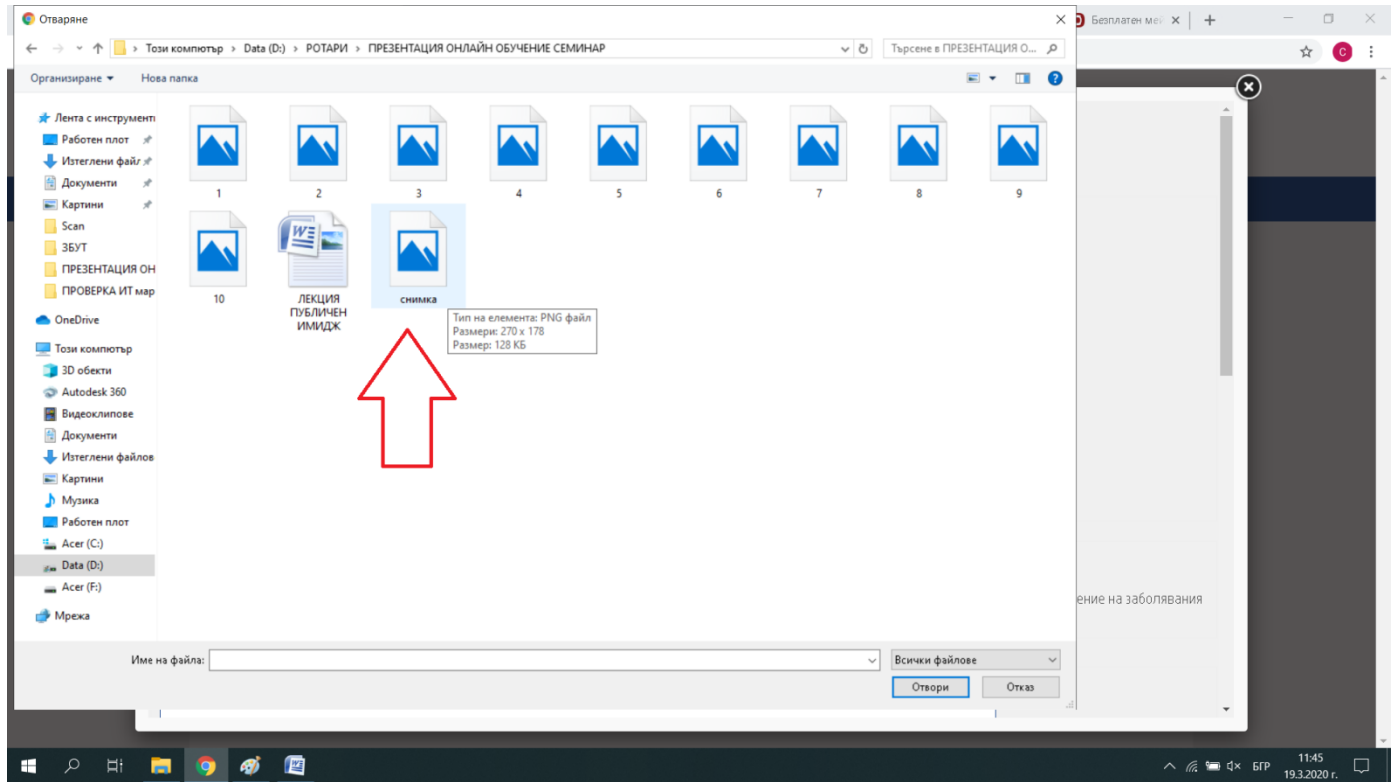 Отваряне
Безплатен мей
Този компютър › Data (D:) › РОТАРИ › ПРЕЗЕНТАЦИЯ ОНЛАЙН ОБУЧЕНИЕ СЕМИНАР
Търсене в ПРЕЗЕНТАЦИЯ О...
C
Организиране
Нова папка
Лента с инструменти
Работен плот
Изтеглени файл
Документи
Картини
Scan
ЗБУТ
ПРЕЗЕНТАЦИЯ ОН
ПРОВЕРКА ИТ мар
OneDrive
Този компютър
3D обекти
Autodesk 360
Видеоклипове
Документи
Изтеглени файлов
Картини
Музика
Работен плот
Acer (C:)
Data (D:)
Acer (F:)
Мрежа
1
2
3
4
5
6
7
8
9
10
ЛЕКЦИЯ
ПУБЛИЧЕН
ИМИДЖ
снимка
Тип на елемента: PNG файл
Размери: 270 x 178
Размер: 128 КБ
ение на заболявания
Име на файла:
Всички файлове
Отвори
Отказ
БГР
11:45
19.3.2020 г.